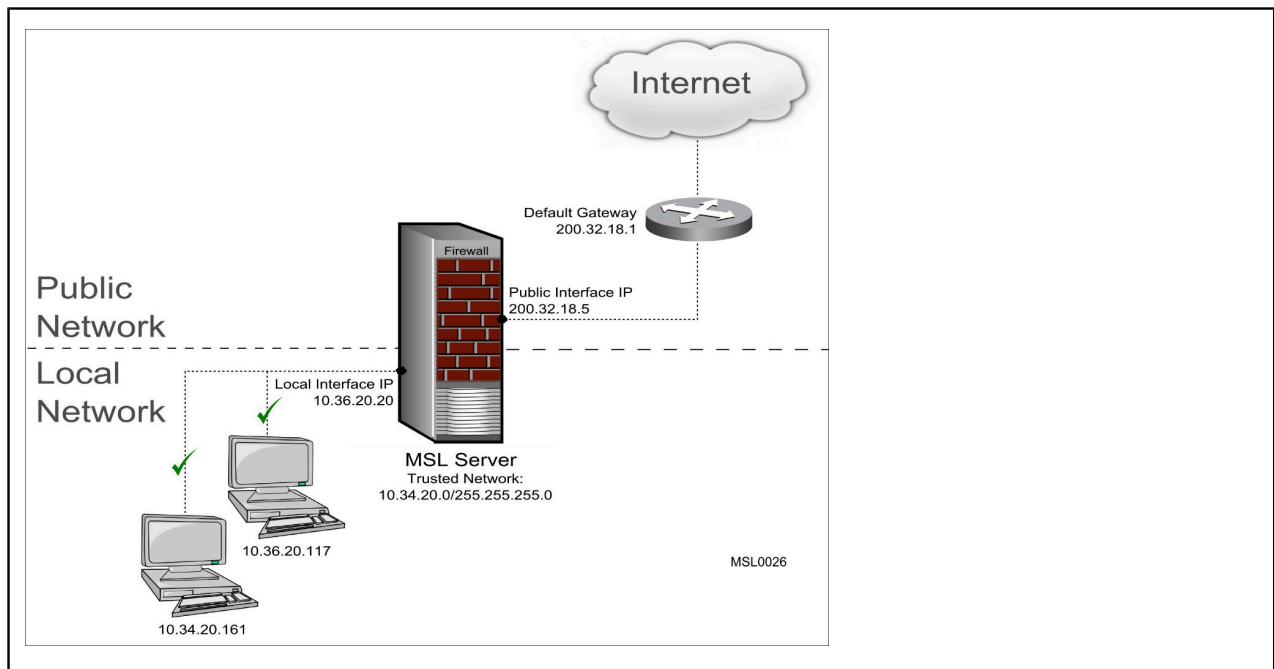 Internet
Default Gateway
200.32.18.1
Firewall
Public Interface IP
200.32.18.5
Public
Network
Local
Network
Local Interface IP
10.36.20.20
MSL Server
Trusted Network:
10.34.20.0/255.255.255.0
10.36.20.117
10.34.20.161
MSL0026